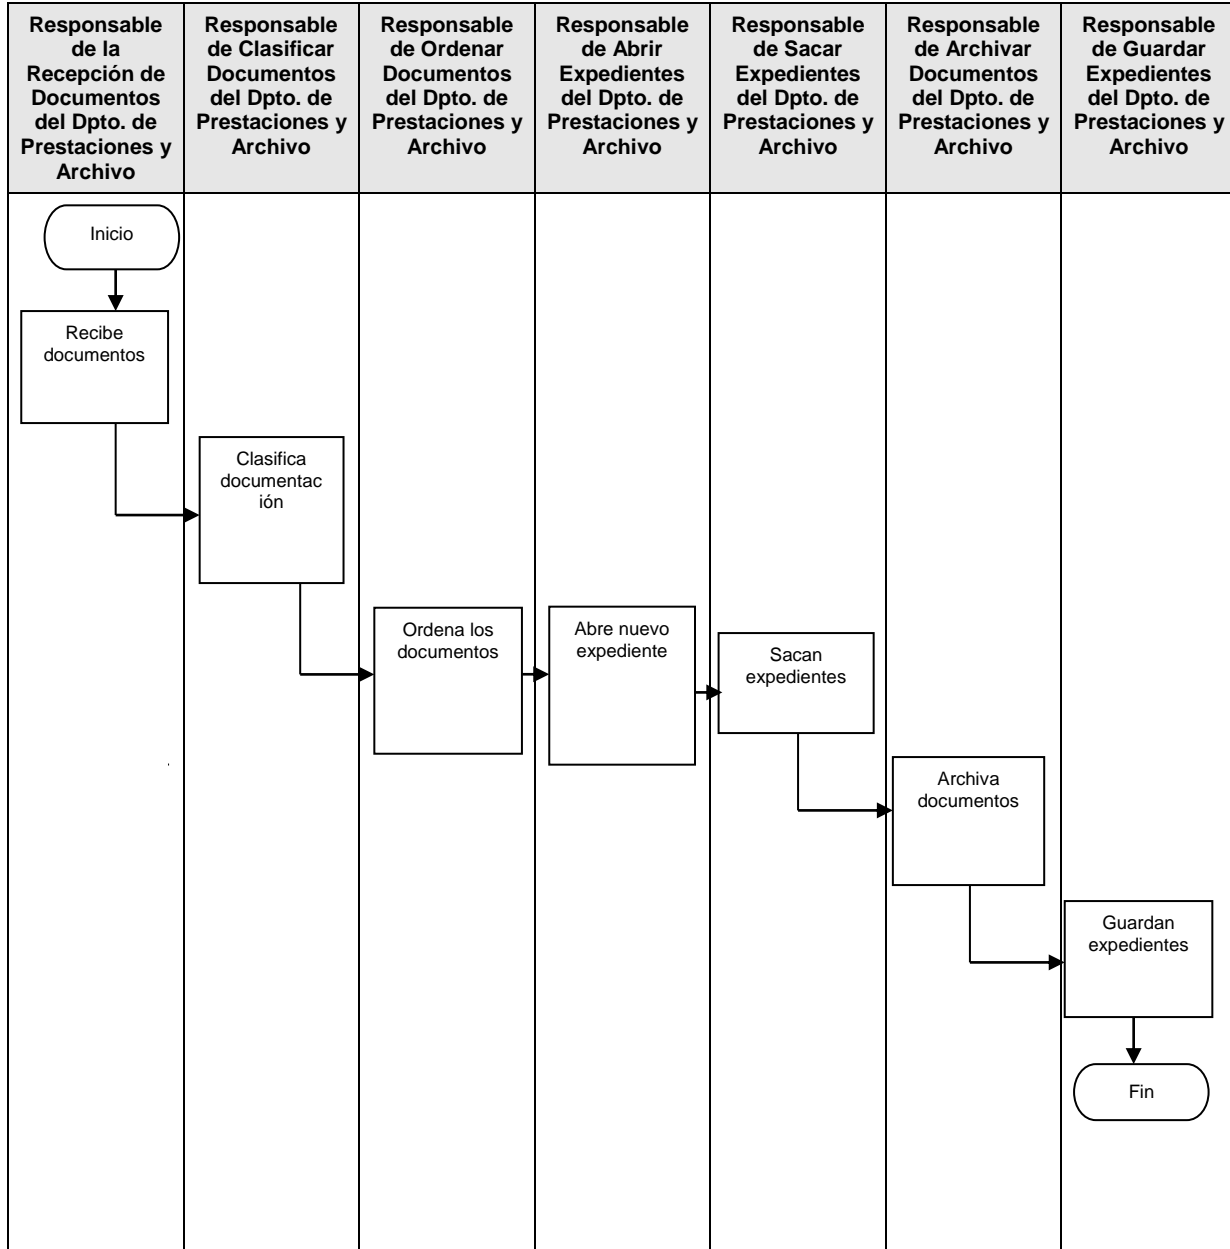 Responsable
de la
Recepción de
Documentos
del Dpto. de
Prestaciones y
Archivo
Responsable
de Clasificar
Documentos
del Dpto. de
Prestaciones y
Archivo
Responsable
de Ordenar
Documentos
del Dpto. de
Prestaciones y
Archivo
Responsable
de Abrir
Expedientes
del Dpto. de
Prestaciones y
Archivo
Responsable
de Sacar
Expedientes
del Dpto. de
Prestaciones y
Archivo
Responsable
de Archivar
Documentos
del Dpto. de
Prestaciones y
Archivo
Responsable
de Guardar
Expedientes
del Dpto. de
Prestaciones y
Archivo
Inicio
Recibe
documentos
Clasifica
documentac
ión
Ordena los
documentos
Abre nuevo
expediente
Sacan
expedientes
Archiva
documentos
Guardan
expedientes
Fin